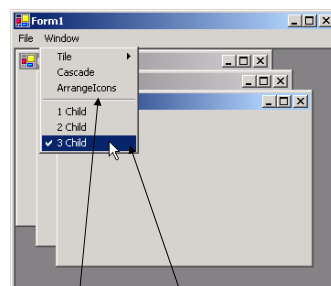 Form1
File Window
Tile
Cascade
ArrangeIcons
1 Child
2 Child
3 Child